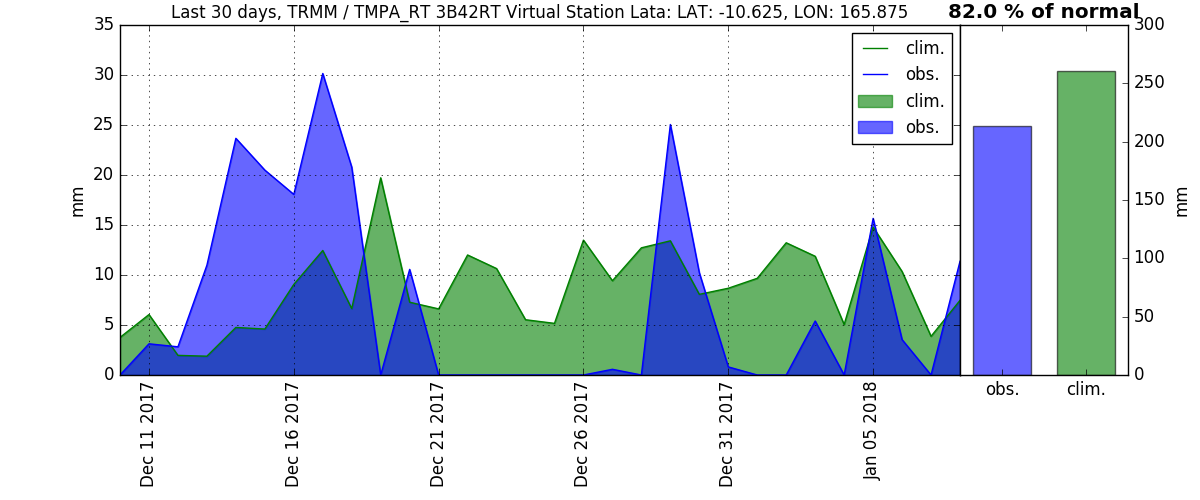 Last 30 days, TRMM / TMPA_RT 3B42RT Virtual Station Lata: LAT: -10.625, LON: 165.875
82.0 % of normal
35
30
25
20
15
10
5
0
mm
clim.
obs.
clim.
obs.
Dec 11 2017
Dec 16 2017
Dec 21 2017
Dec 26 2017
Dec 31 2017
Jan 05 2018
300
250
200
150
100
50
0
mm
obs.
clim.